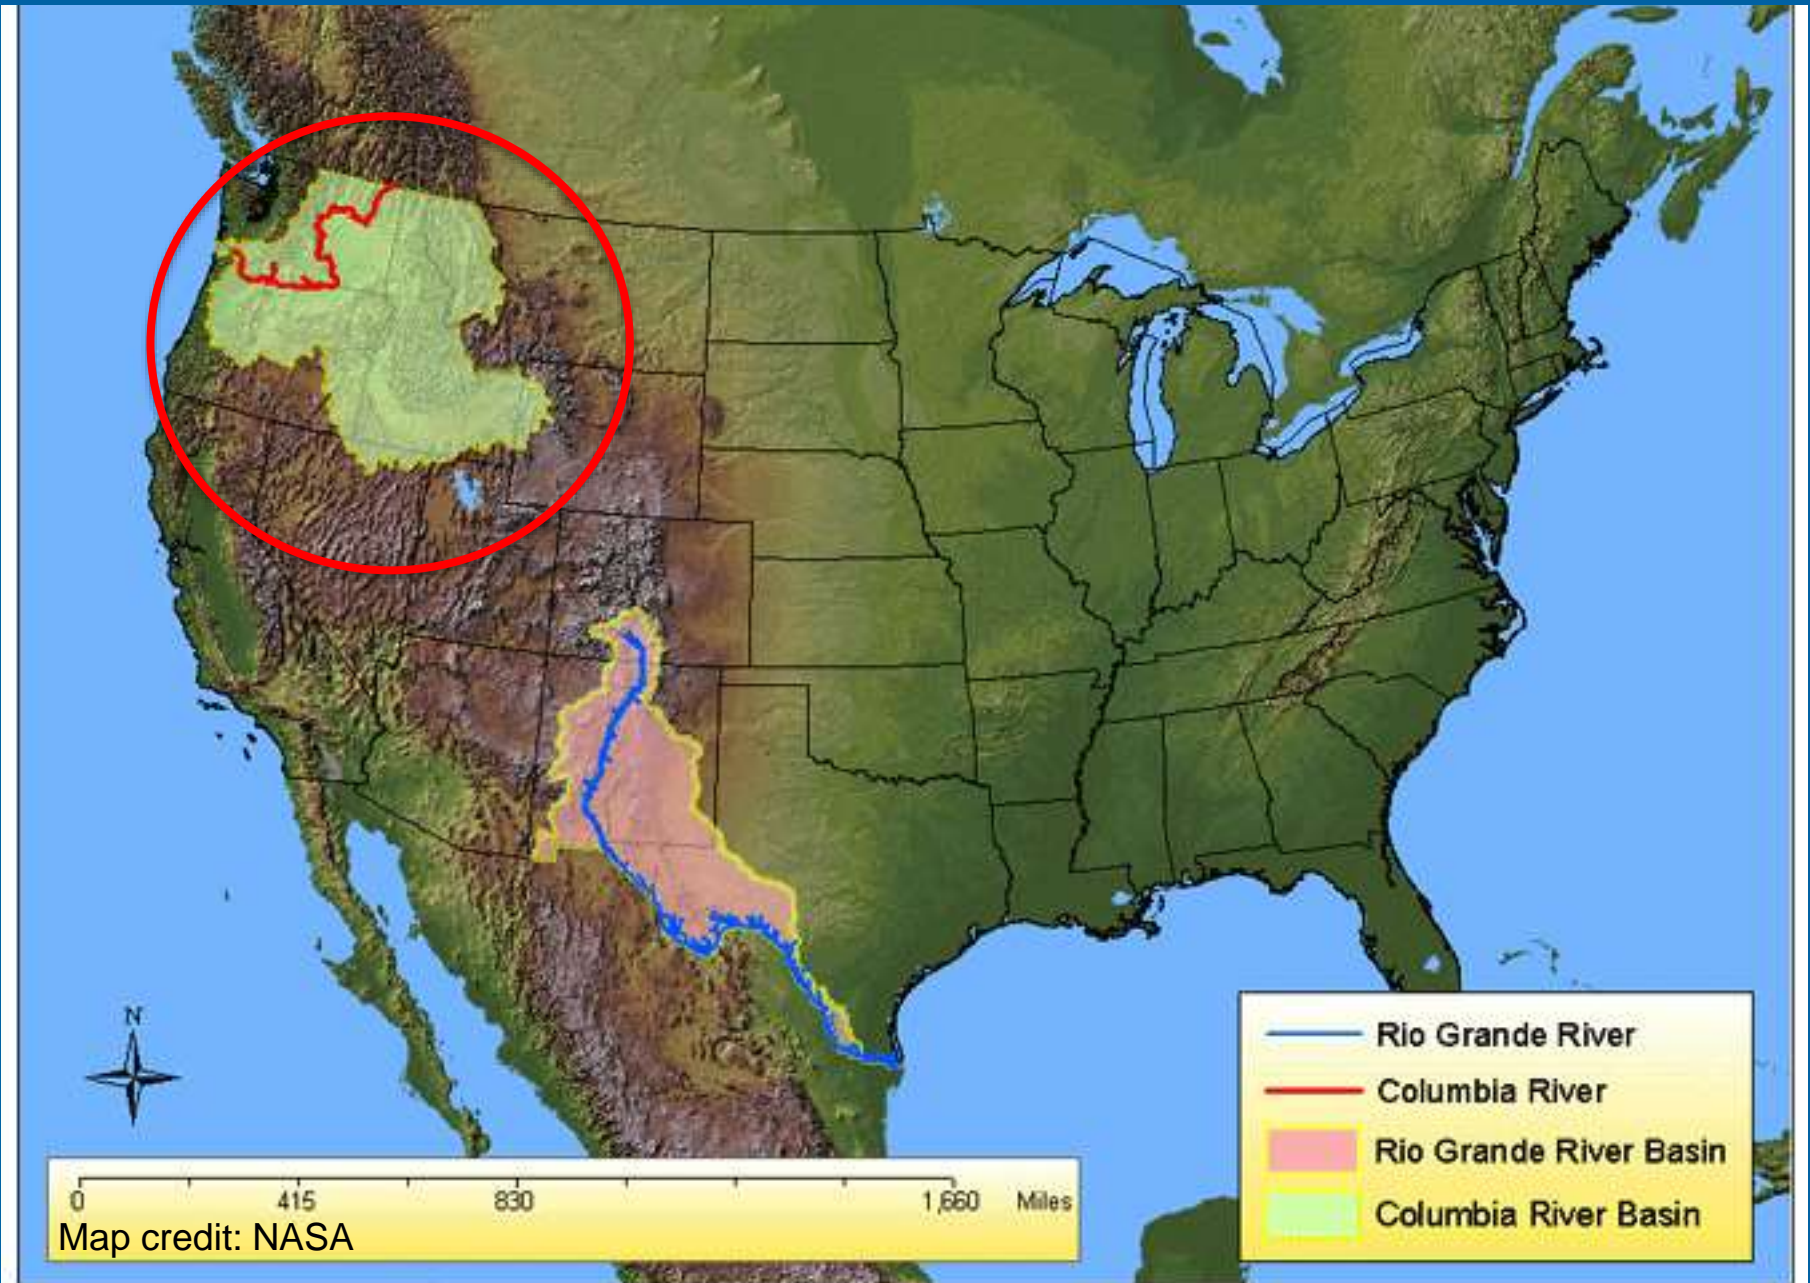 N
Rio Grande River
Columbia River
Rio Grande River Basin
Columbia River Basin
0 415 830 1,660 Miles
Map credit: NASA